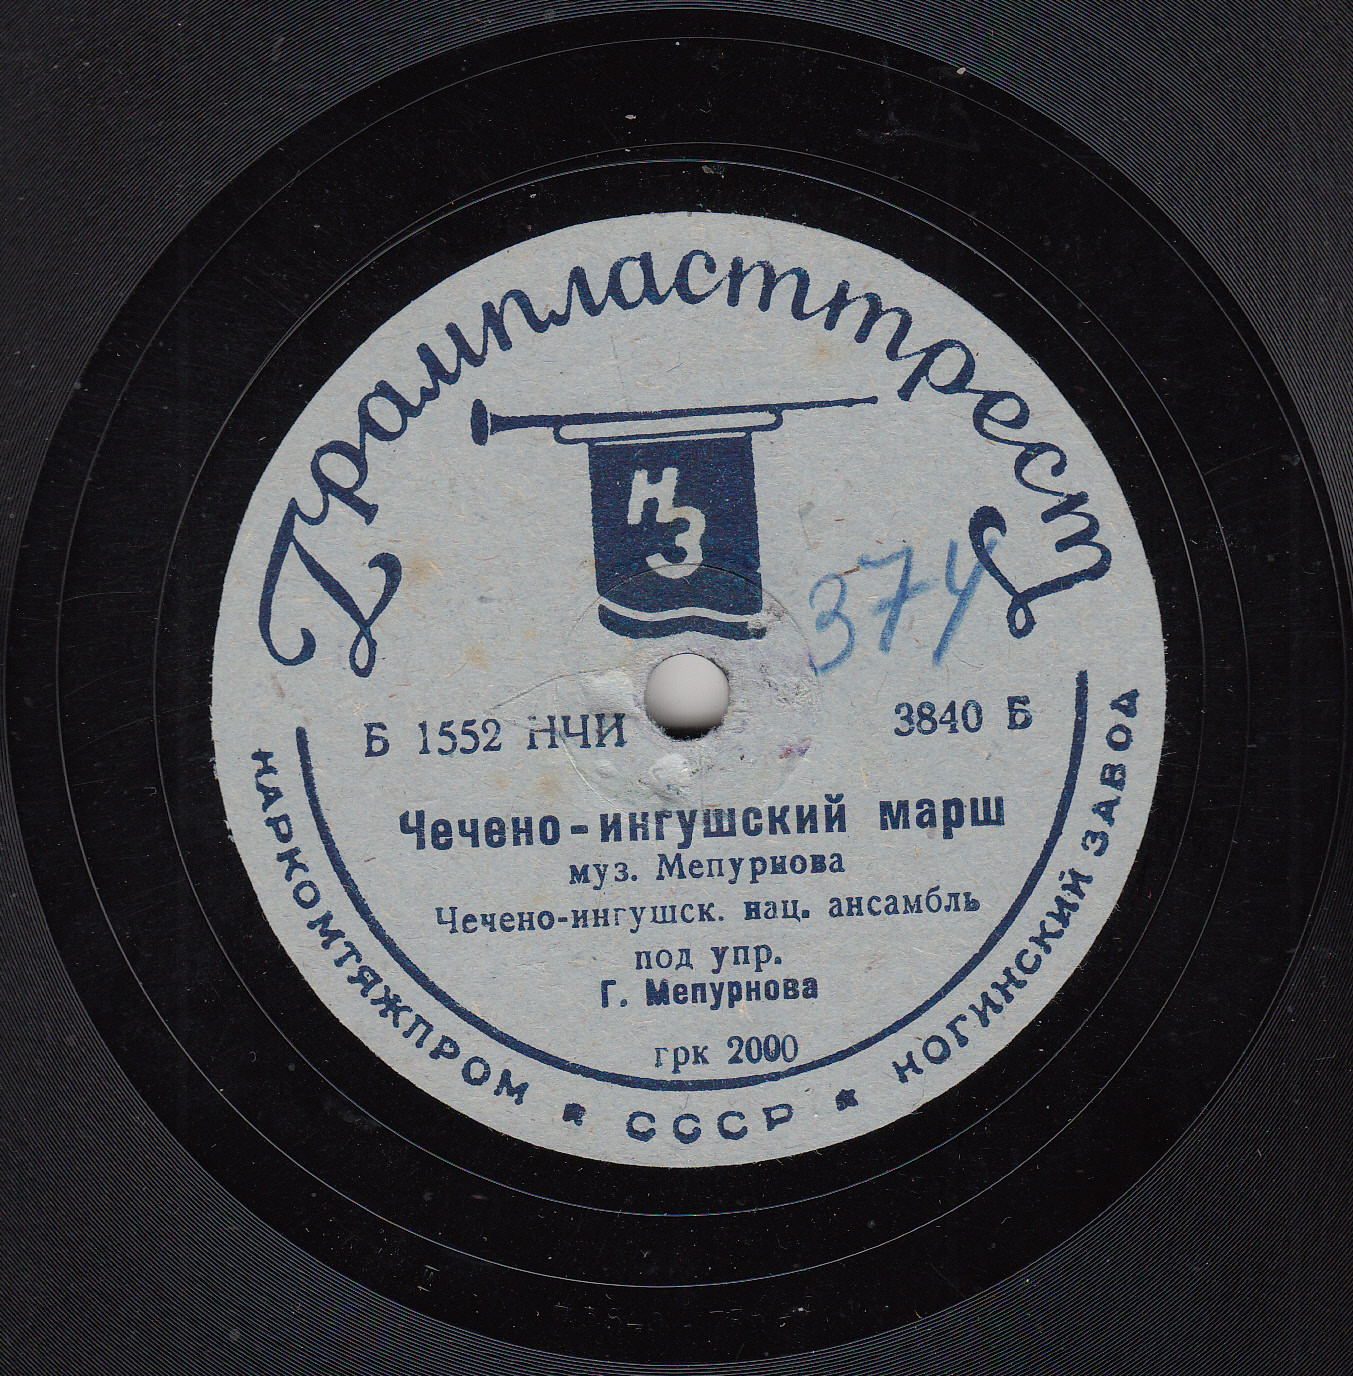 Грампласттрест
НЗ
374
Б 1552 НЧИ
3840 Б
Чечено-ингушский марш
муз. Мепурнова
Чечено-ингушск. нац. ансамбль
под упр.
Г. Мепурнова
грк 2000
НАРКОМТЯЖПРОМ * СССР * НОГИНСКИЙ ЗАВОД